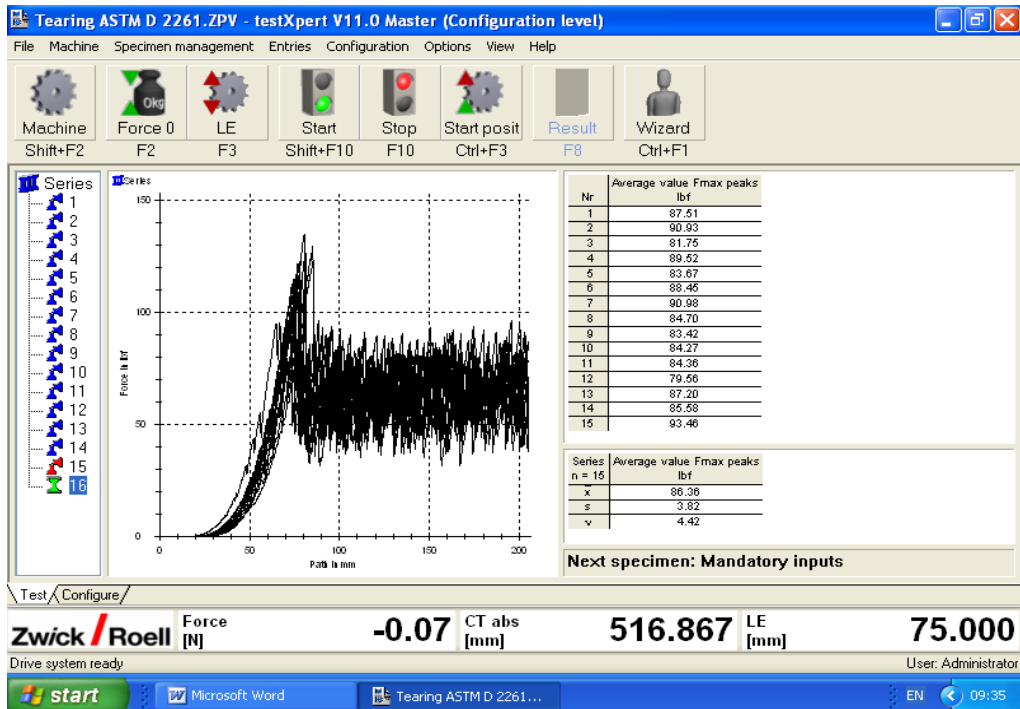 Tearing ASTM D 2261.ZPV - testXpert V11.0 Master (Configuration level)
File Machine Specimen management Entries Configuration Options View Help
0kg
Machine Force 0 LE Start Stop Start posit Result Wizard
Shift+F2 F2 F3 Shift+F10 F10 Ctrl+F3 F8 Ctrl+F1
Series
1
2
3
4
5
6
7
8
9
10
11
12
13
14
15
16
Series
Force in lbf
150
100
50
0
0 50 100 150 200
Path in mm
Nr Average value Fmax peaks lbf
1 87.51
2 90.93
3 81.75
4 89.52
5 83.67
6 88.45
7 90.98
8 84.70
9 83.42
10 84.27
11 84.36
12 79.56
13 87.20
14 85.58
15 93.46
Series Average value Fmax peaks
n = 15 lbf
x̄ 86.36
s 3.82
v 4.42
Next specimen: Mandatory inputs
Test Configure
Zwick / Roell Force [N] -0.07 CT abs [mm] 516.867 LE [mm] 75.000
Drive system ready User: Administrator
start Microsoft Word Tearing ASTM D 2261... EN 09:35